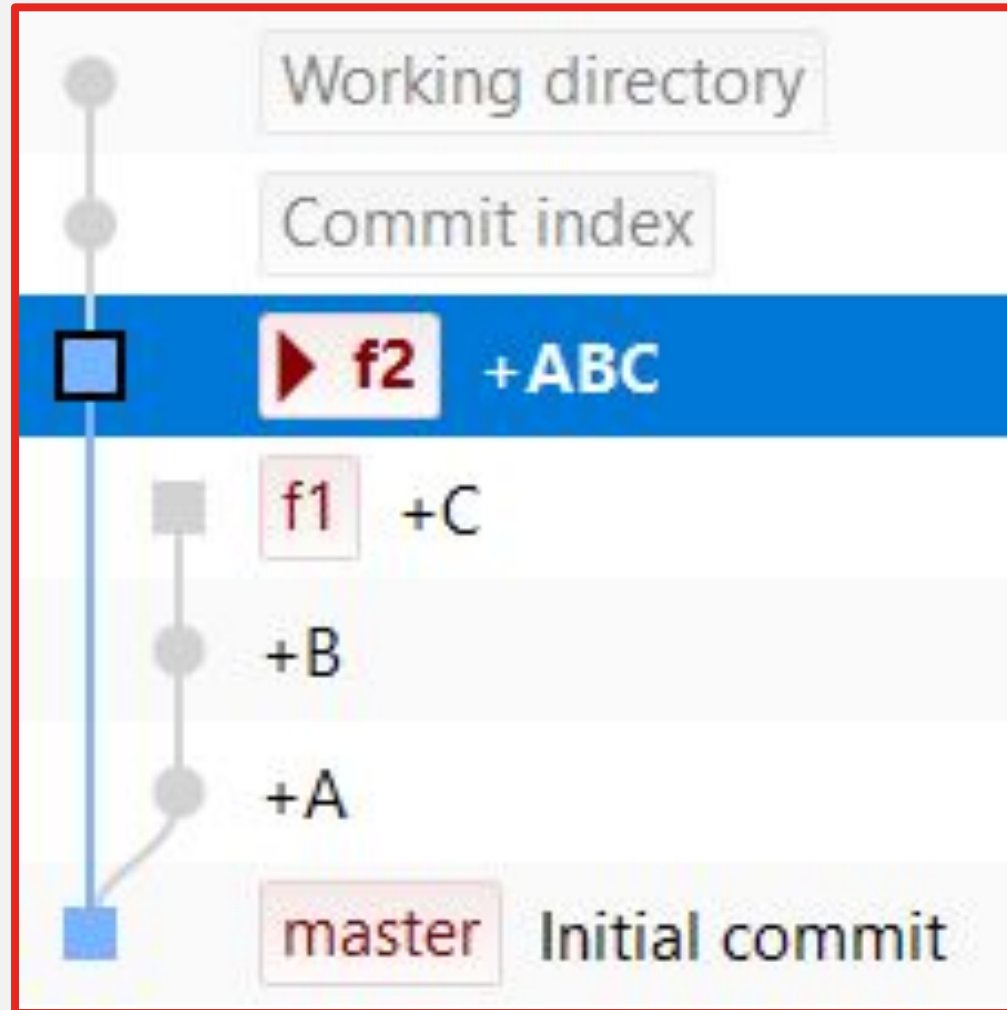 Working directory
Commit index
f2 +ABC
f1 +C
+B
+A
master Initial commit